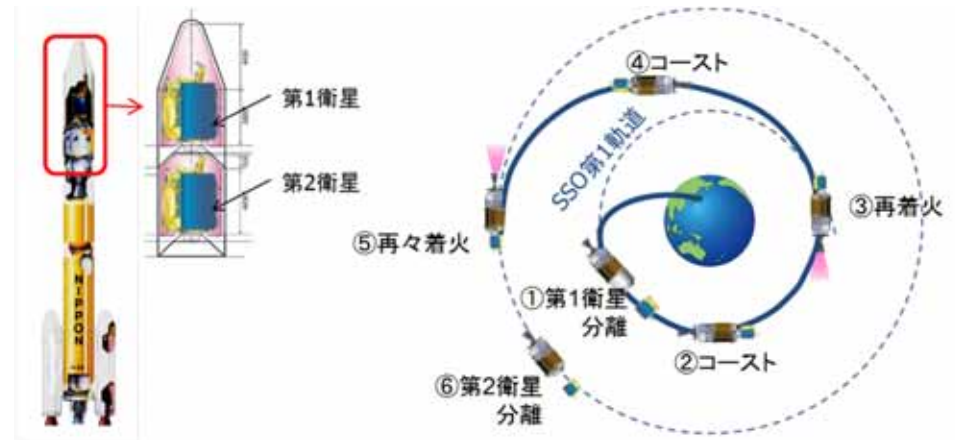 第1衛星
第2衛星
NIPPON
SSO第1軌道
④コースト
③再着火
⑤再々着火
①第1衛星
分離
②コースト
⑥第2衛星
分離